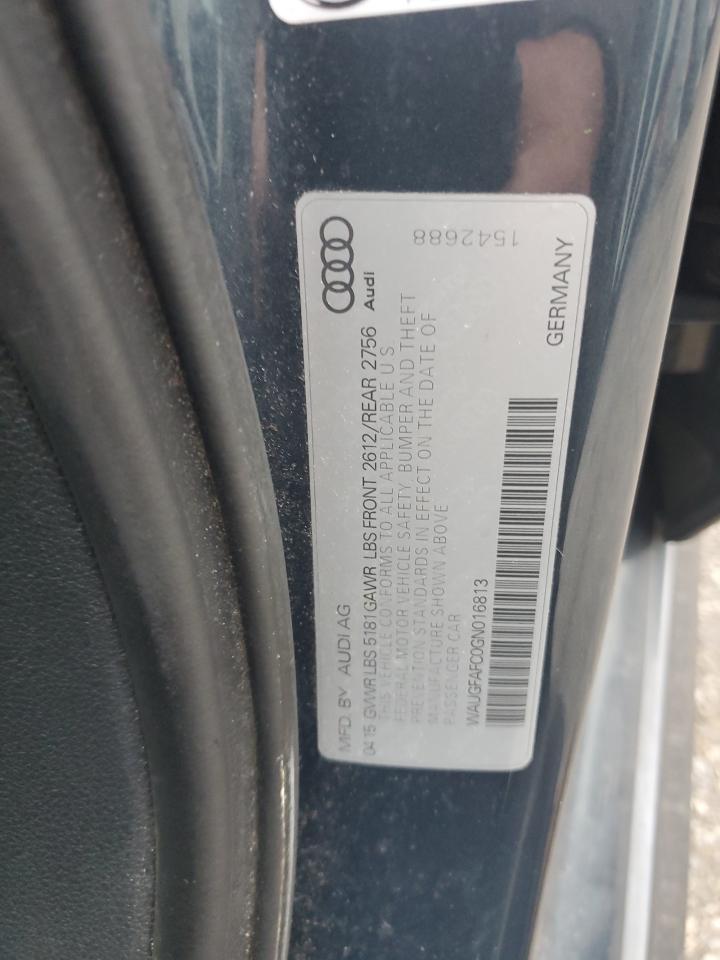 MFD. BY AUDI AG
04 15 GVWR LBS 5181 GAWR LBS FRONT 2612/REAR 2756
THIS VEHICLE CONFORMS TO ALL APPLICABLE U.S.
FEDERAL MOTOR VEHICLE SAFETY, BUMPER AND THEFT
PREVENTION STANDARDS IN EFFECT ON THE DATE OF
MANUFACTURE SHOWN ABOVE
PASSENGER CAR
WAUGFAFC0GN016813
Audi
1542688
GERMANY